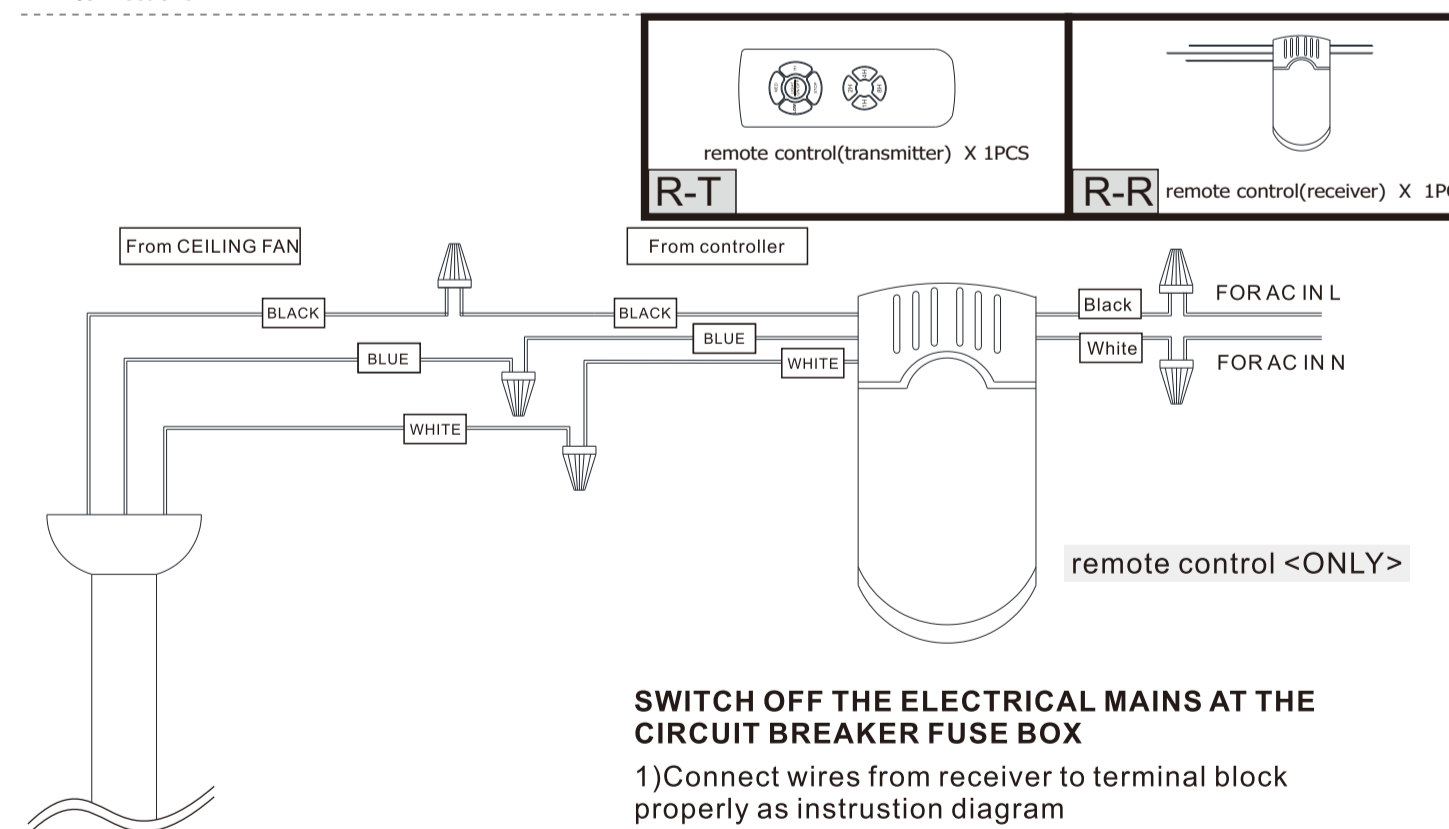 remote control(transmitter) X 1PCS
R-T
R-R
remote control(receiver) X
From CEILING FAN
From controller
BLACK
BLACK
BLUE
BLUE
WHITE
WHITE
Black
FOR AC IN L
White
FOR AC IN N
remote control <ONLY>
SWITCH OFF THE ELECTRICAL MAINS AT THE
CIRCUIT BREAKER FUSE BOX
1)Connect wires from receiver to terminal block
properly as instrustion diagram